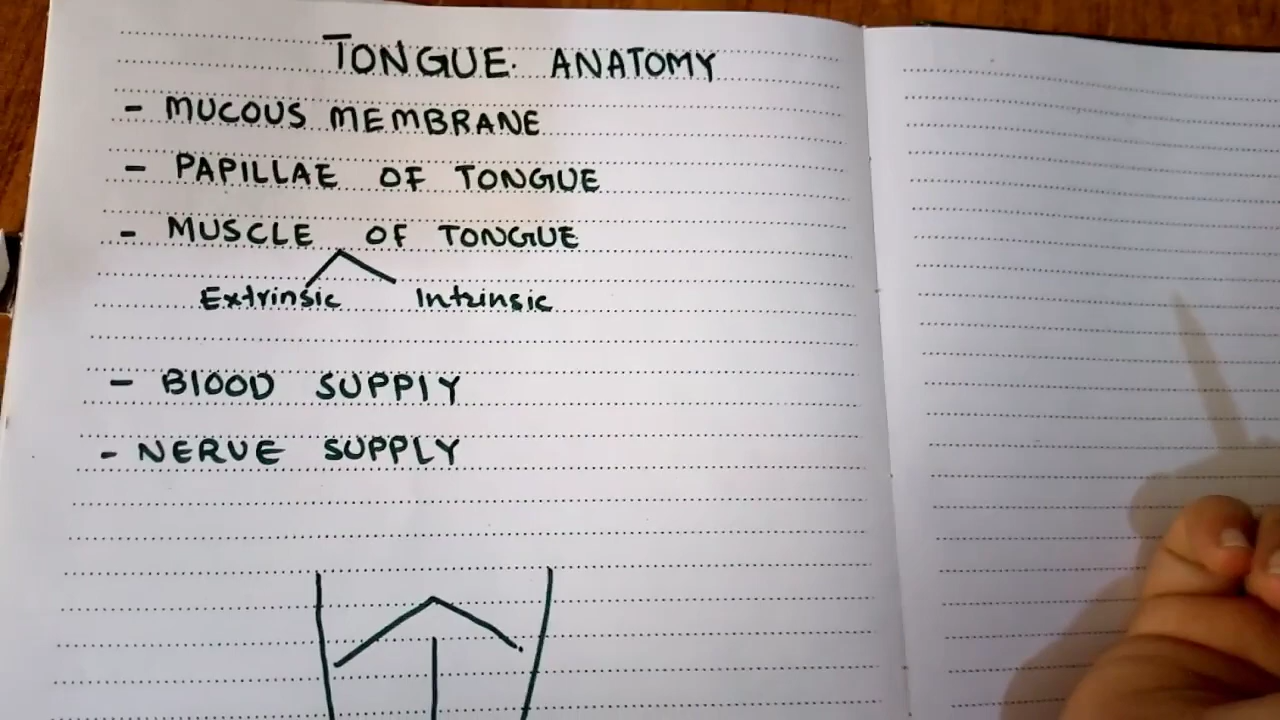 TONGUE. ANATOMY
- MUCOUS MEMBRANE
- PAPILLAE OF TONGUE
- MUSCLE OF TONGUE
Extrinsic Intrinsic
- BLOOD SUPPLY
- NERVE SUPPLY